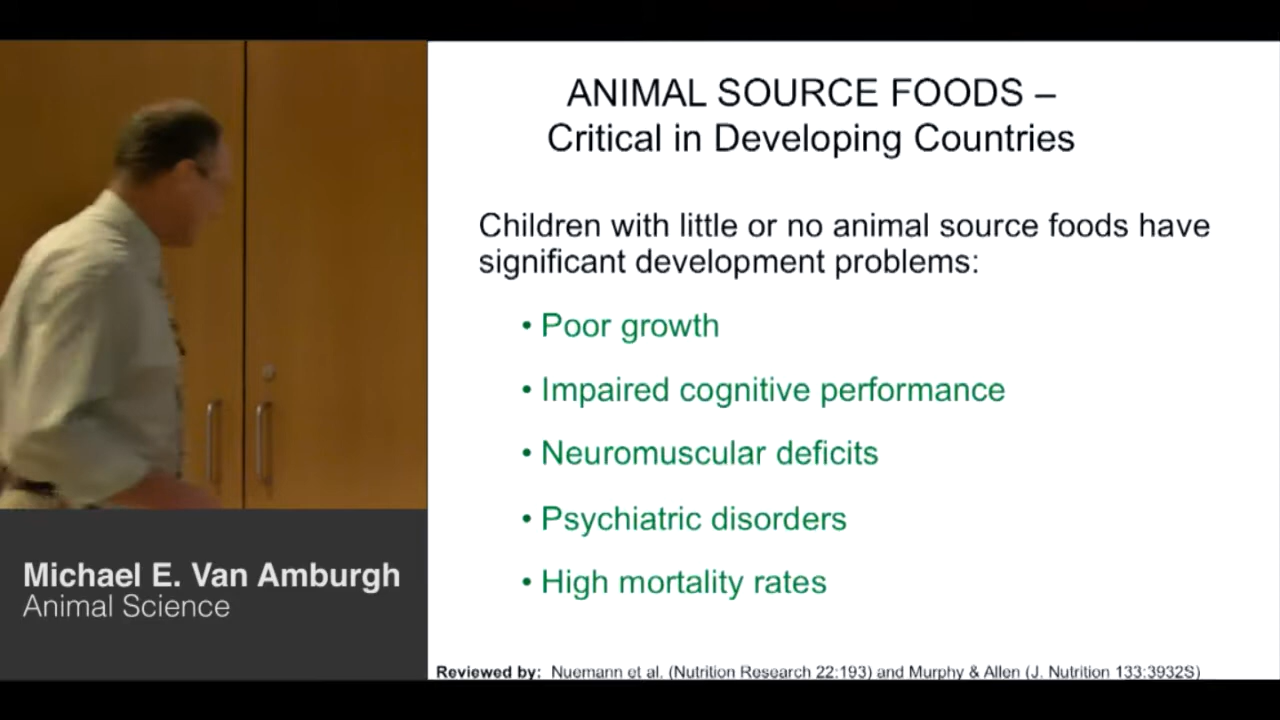 ANIMAL SOURCE FOODS –
Critical in Developing Countries
Children with little or no animal source foods have
significant development problems:
• Poor growth
• Impaired cognitive performance
• Neuromuscular deficits
• Psychiatric disorders
• High mortality rates
Reviewed by: Nuemann et al. (Nutrition Research 22:193) and Murphy & Allen (J. Nutrition 133:3932S)
Michael E. Van Amburgh
Animal Science